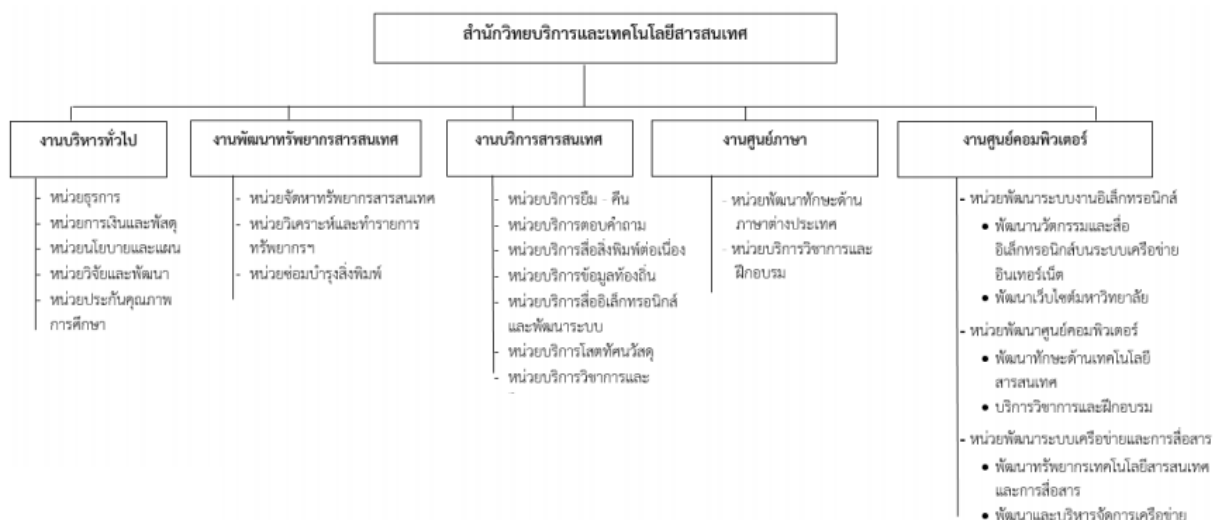 สำนักวิทยบริการและเทคโนโลยีสารสนเทศ
งานบริหารทั่วไป
- หน่วยธุรการ
- หน่วยการเงินและพัสดุ
- หน่วยนโยบายและแผน
- หน่วยวิจัยและพัฒนา
- หน่วยประกันคุณภาพ
การศึกษา
งานพัฒนาทรัพยากรสารสนเทศ
- หน่วยจัดหาทรัพยากรสารสนเทศ
- หน่วยวิเคราะห์และทำรายการ
ทรัพยากรฯ
- หน่วยซ่อมบำรุงสิ่งพิมพ์
งานบริการสารสนเทศ
- หน่วยบริการยืม - คืน
- หน่วยบริการตอบคำถาม
- หน่วยบริการสื่อสิ่งพิมพ์ต่อเนื่อง
- หน่วยบริการข้อมูลท้องถิ่น
- หน่วยบริการสื่ออิเล็กทรอนิกส์
และพัฒนาระบบ
- หน่วยบริการโสตทัศนวัสดุ
- หน่วยบริการวิชาการและ
งานศูนย์ภาษา
- หน่วยพัฒนาทักษะด้าน
ภาษาต่างประเทศ
- หน่วยบริการวิชาการและ
ฝึกอบรม
งานศูนย์คอมพิวเตอร์
- หน่วยพัฒนาระบบงานอิเล็กทรอนิกส์
• พัฒนานวัตกรรมและสื่อ
อิเล็กทรอนิกส์บนระบบเครือข่าย
อินเทอร์เน็ต
• พัฒนาเว็บไซต์มหาวิทยาลัย
- หน่วยพัฒนาศูนย์คอมพิวเตอร์
• พัฒนาทักษะด้านเทคโนโลยี
สารสนเทศ
• บริการวิชาการและฝึกอบรม
- หน่วยพัฒนาระบบเครือข่ายและการสื่อสาร
• พัฒนาทรัพยากรเทคโนโลยีสารสนเทศ
และการสื่อสาร
• พัฒนาและบริหารจัดการเครือข่าย